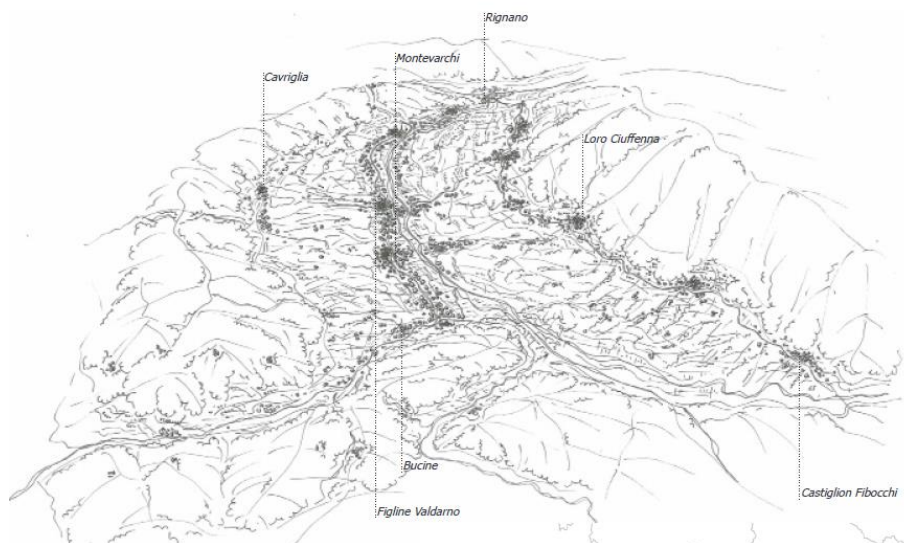 Rignano
Montevarchi
Cavriglia
Loro Ciuffenna
Bucine
Castiglion Fibocchi
Figline Valdarno